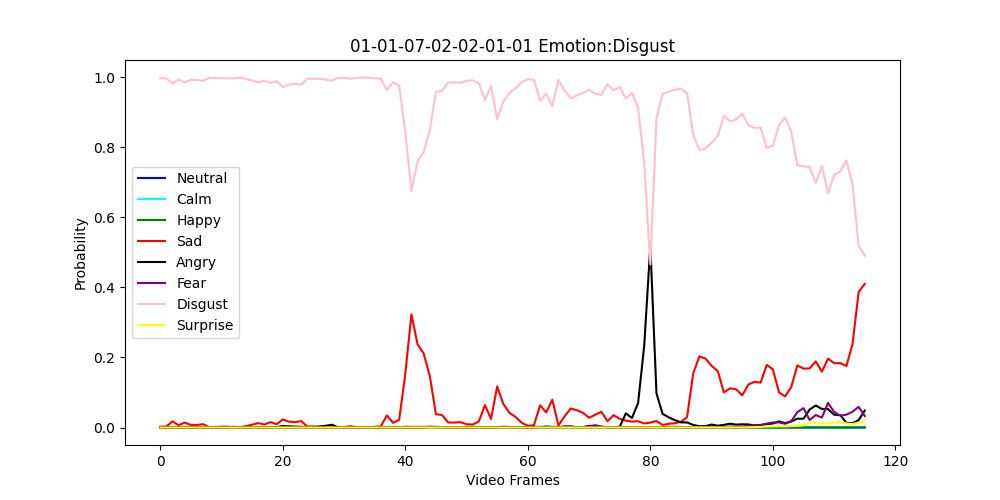 01-01-07-02-02-01-01 Emotion:Disgust
Probability
1.0
0.8
0.6
0.4
0.2
0.0
Neutral
Calm
Happy
Sad
Angry
Fear
Disgust
Surprise
0 20 40 60 80 100 120
Video Frames